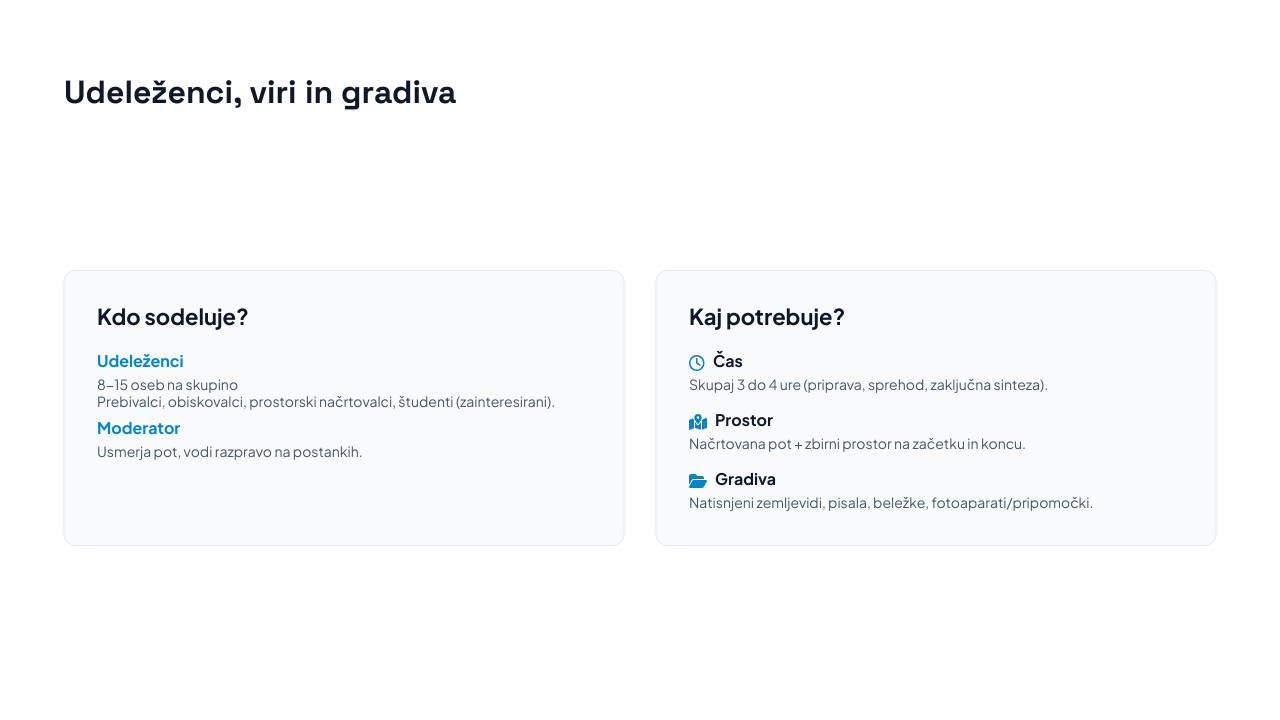 Udeleženci, viri in gradiva
Kdo sodeluje?
Udeleženci
8–15 oseb na skupino
Prebivalci, obiskovalci, prostorski načrtovalci, študenti (zainteresirani).
Moderator
Usmerja pot, vodi razpravo na postankih.
Kaj potrebuje?
Čas
Skupaj 3 do 4 ure (priprava, sprehod, zaključna sinteza).
Prostor
Načrtovana pot + zbirni prostor na začetku in koncu.
Gradiva
Natisnjeni zemljevidi, pisala, beležke, fotoaparati/pripomočki.